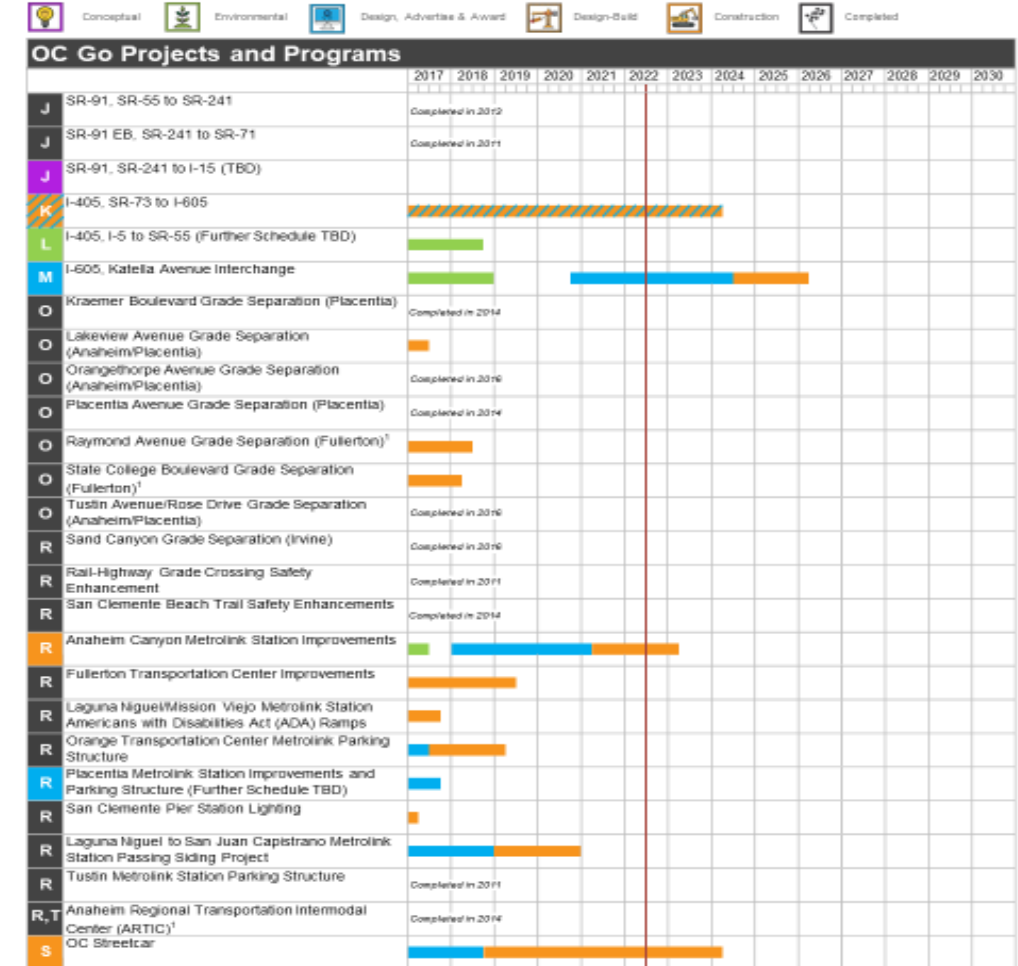 Conceptual Environmental Design, Advertise & Award Design-Build Construction Completed
OC Go Projects and Programs
2017 2018 2019 2020 2021 2022 2023 2024 2025 2026 2027 2028 2029 2030
J SR-91, SR-55 to SR-241 Completed in 2013
J SR-91 EB, SR-241 to SR-71 Completed in 2011
J SR-91, SR-241 to I-15 (TBD)
K I-405, SR-73 to I-605
L I-405, I-5 to SR-55 (Further Schedule TBD)
M I-605, Katella Avenue Interchange
O Kraemer Boulevard Grade Separation (Placentia) Completed in 2014
O Lakeview Avenue Grade Separation
(Anaheim/Placentia)
O Orangethorpe Avenue Grade Separation Completed in 2016
(Anaheim/Placentia)
O Placentia Avenue Grade Separation (Placentia) Completed in 2014
O Raymond Avenue Grade Separation (Fullerton)¹
O State College Boulevard Grade Separation
(Fullerton)¹
O Tustin Avenue/Rose Drive Grade Separation Completed in 2016
(Anaheim/Placentia)
R Sand Canyon Grade Separation (Irvine) Completed in 2016
R Rail-Highway Grade Crossing Safety Completed in 2011
Enhancement
R San Clemente Beach Trail Safety Enhancements Completed in 2014
R Anaheim Canyon Metrolink Station Improvements
R Fullerton Transportation Center Improvements
R Laguna Niguel/Mission Viejo Metrolink Station
Americans with Disabilities Act (ADA) Ramps
R Orange Transportation Center Metrolink Parking
Structure
R Placentia Metrolink Station Improvements and
Parking Structure (Further Schedule TBD)
R San Clemente Pier Station Lighting
R Laguna Niguel to San Juan Capistrano Metrolink
Station Passing Siding Project
R Tustin Metrolink Station Parking Structure Completed in 2011
R,T Anaheim Regional Transportation Intermodal Completed in 2014
Center (ARTIC)¹
S OC Streetcar